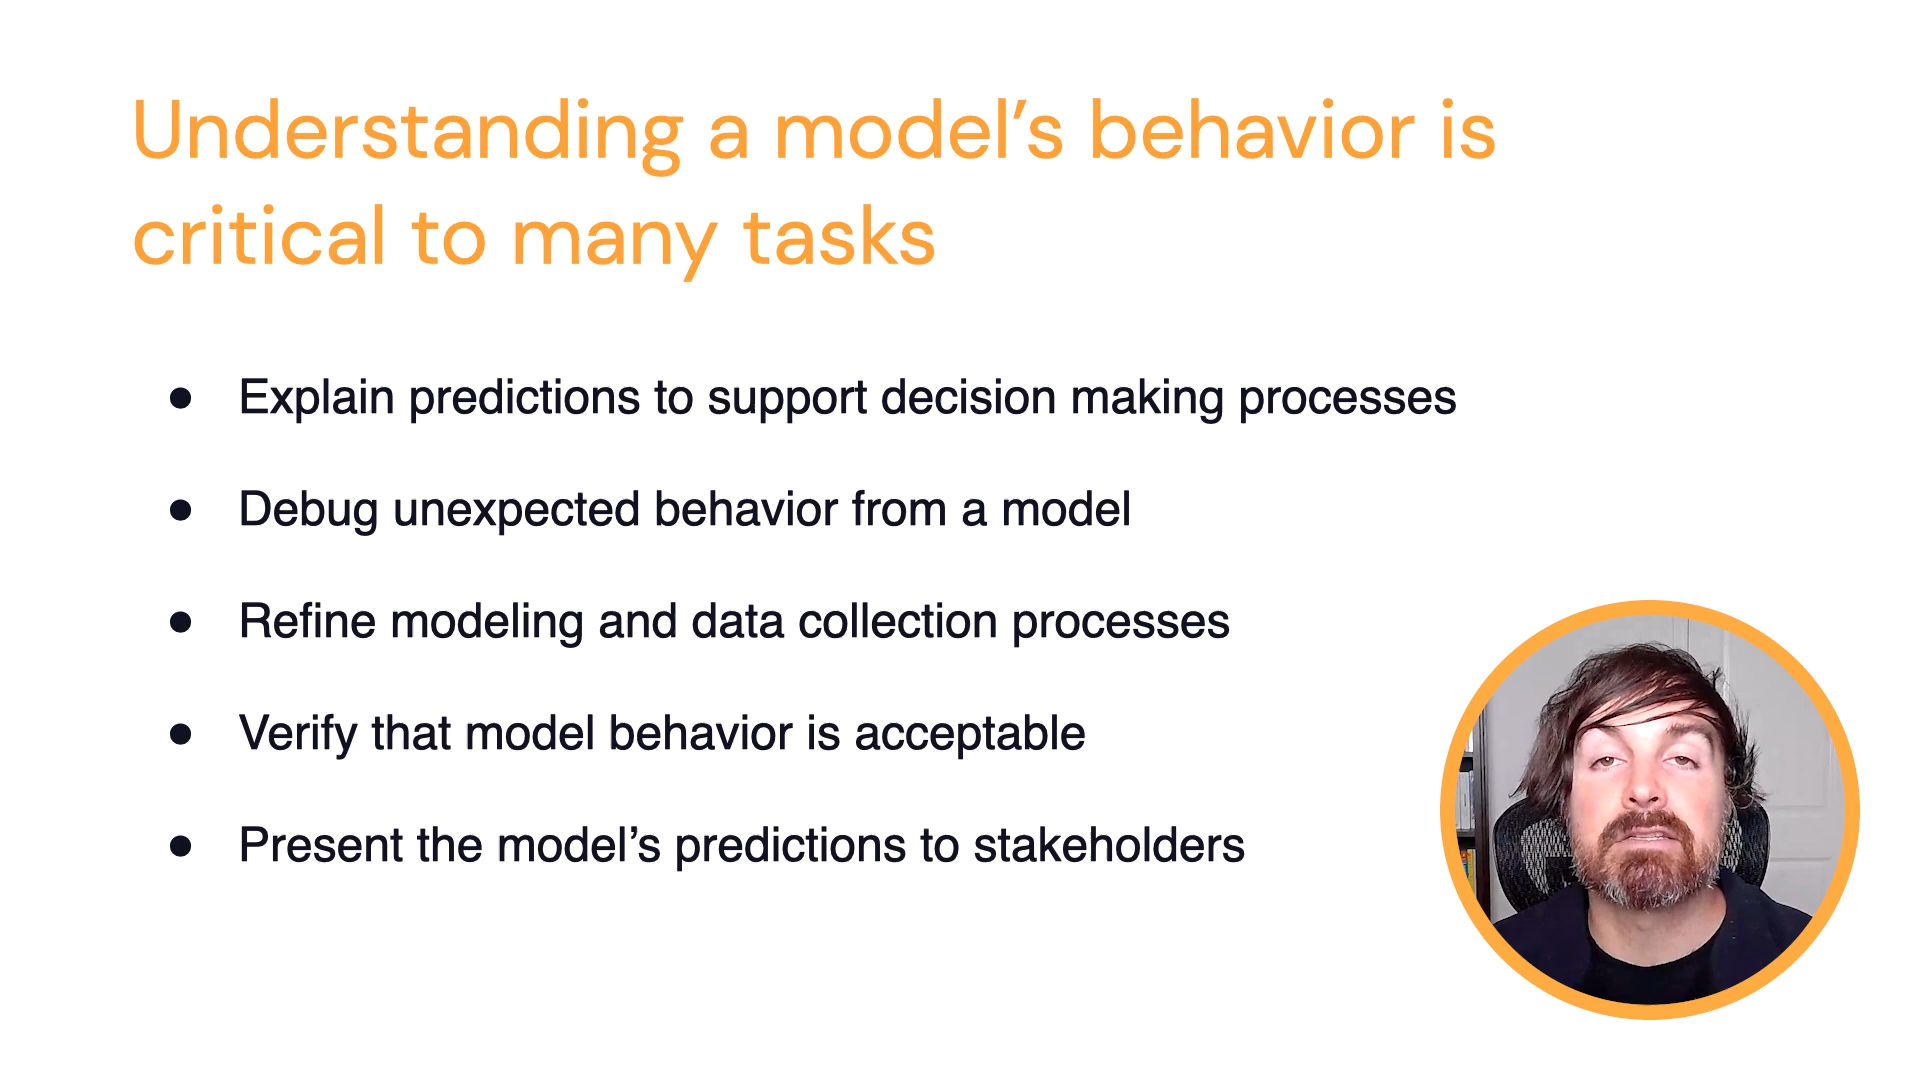 Understanding a model’s behavior is
critical to many tasks
● Explain predictions to support decision making processes
● Debug unexpected behavior from a model
● Refine modeling and data collection processes
● Verify that model behavior is acceptable
● Present the model’s predictions to stakeholders